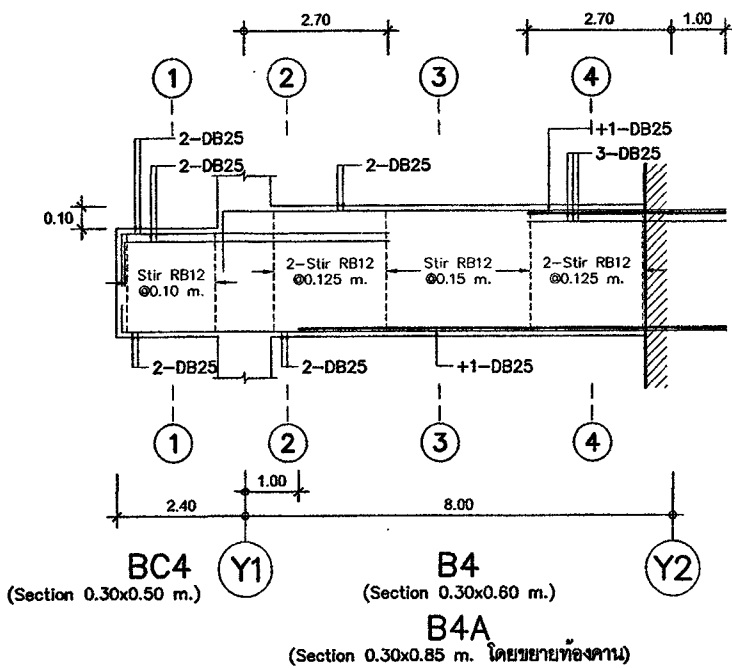 2.70
2.70
1.00
1
2
3
4
2-DB25
2-DB25
2-DB25
+1-DB25
3-DB25
0.10
Stir RB12
@0.10 m.
2-Stir RB12
@0.125 m.
Stir RB12
@0.15 m.
2-Stir RB12
@0.125 m.
2-DB25
2-DB25
+1-DB25
1
2
3
4
1.00
2.40
8.00
BC4
(Section 0.30x0.50 m.)
Y1
B4
(Section 0.30x0.60 m.)
Y2
B4A
(Section 0.30x0.85 m. โดยขยายท้องคาน)